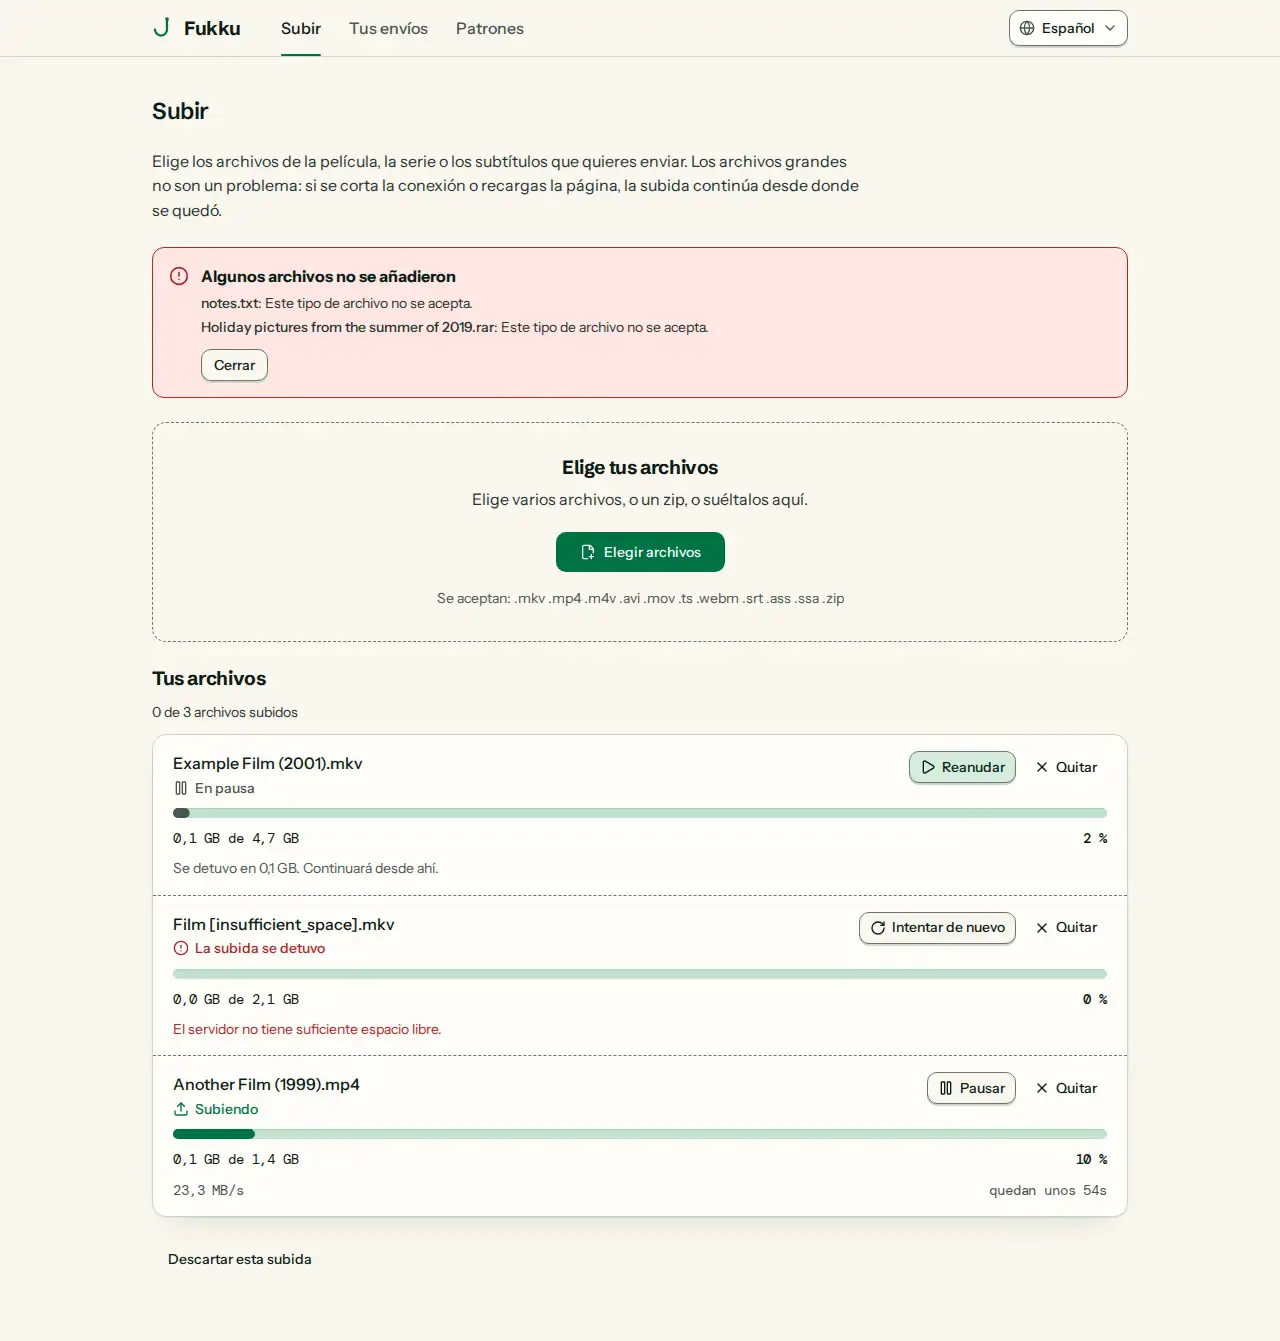 Fukku
Subir
Tus envíos
Patrones
Español
Subir
Elige los archivos de la película, la serie o los subtítulos que quieres enviar. Los archivos grandes
no son un problema: si se corta la conexión o recargas la página, la subida continúa desde donde
se quedó.
Algunos archivos no se añadieron
notes.txt: Este tipo de archivo no se acepta.
Holiday pictures from the summer of 2019.rar: Este tipo de archivo no se acepta.
Cerrar
Elige tus archivos
Elige varios archivos, o un zip, o suéltalos aquí.
Elegir archivos
Se aceptan: .mkv .mp4 .m4v .avi .mov .ts .webm .srt .ass .ssa .zip
Tus archivos
0 de 3 archivos subidos
Example Film (2001).mkv
Reanudar
Quitar
En pausa
0,1 GB de 4,7 GB
2 %
Se detuvo en 0,1 GB. Continuará desde ahí.
Film [insufficient_space].mkv
Intentar de nuevo
Quitar
La subida se detuvo
0,0 GB de 2,1 GB
0 %
El servidor no tiene suficiente espacio libre.
Another Film (1999).mp4
Pausar
Quitar
Subiendo
0,1 GB de 1,4 GB
10 %
23,3 MB/s
quedan unos 54s
Descartar esta subida